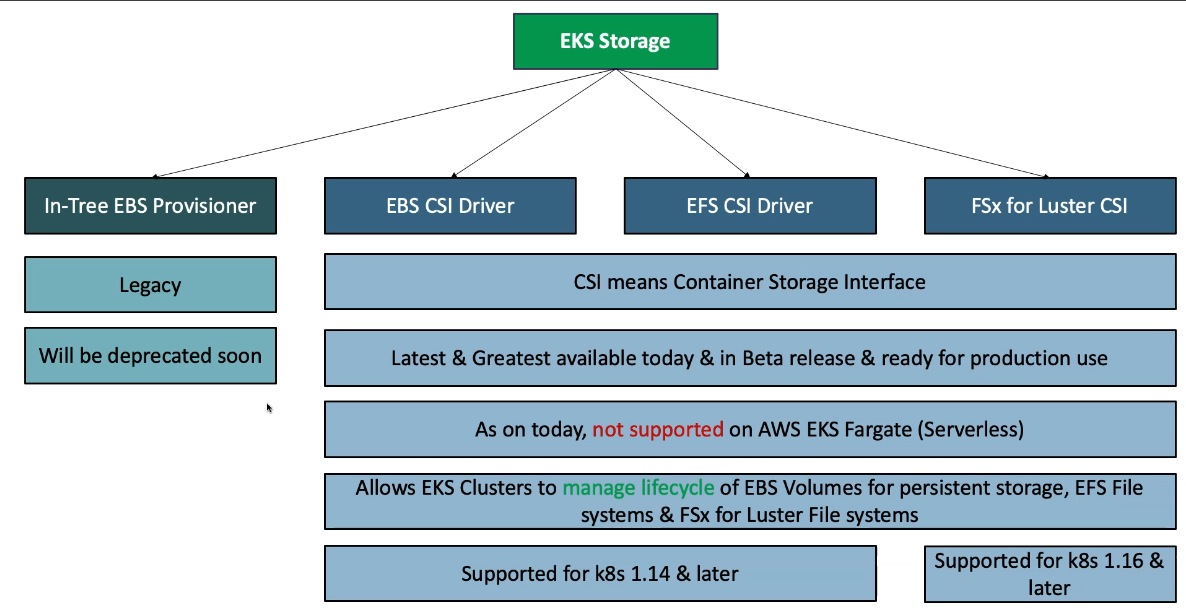 EKS Storage
In-Tree EBS Provisioner
EBS CSI Driver
EFS CSI Driver
FSx for Luster CSI
Legacy
CSI means Container Storage Interface
Will be deprecated soon
Latest & Greatest available today & in Beta release & ready for production use
As on today, not supported on AWS EKS Fargate (Serverless)
Allows EKS Clusters to manage lifecycle of EBS Volumes for persistent storage, EFS File
systems & FSx for Luster File systems
Supported for k8s 1.14 & later
Supported for k8s 1.16 &
later